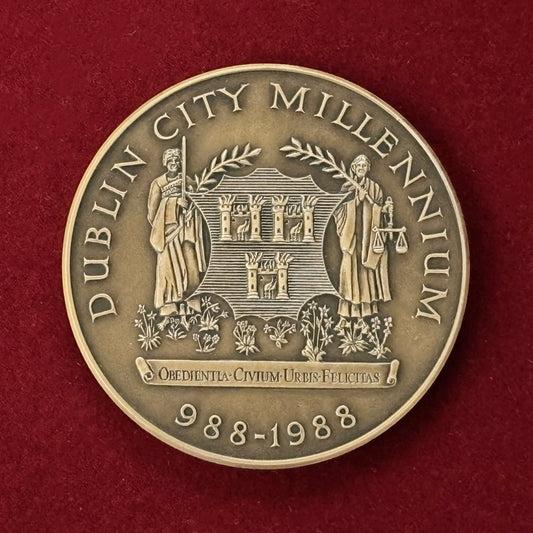 DUBLIN CITY MILLENNIUM
OBEDIENTIA·CIVIUM·URBIS·FELICITAS
988-1988